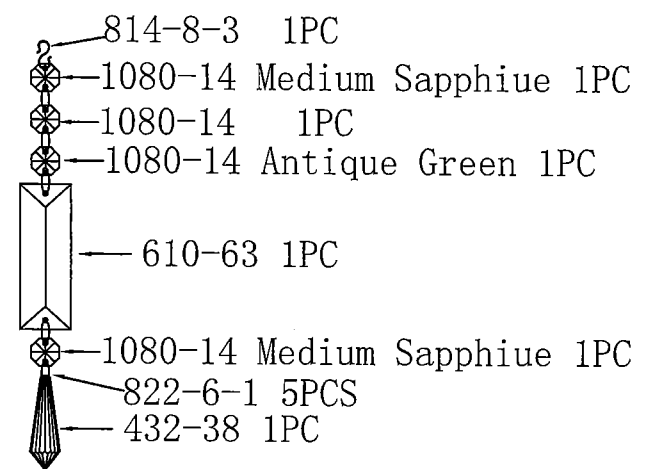 814-8-3 1PC
1080-14 Medium Sapphiue 1PC
1080-14 1PC
1080-14 Antique Green 1PC
610-63 1PC
1080-14 Medium Sapphiue 1PC
822-6-1 5PCS
432-38 1PC